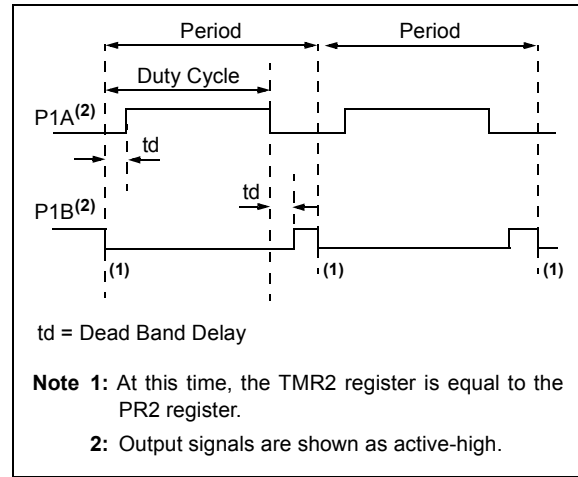 Period Period
Duty Cycle
P1A(2)
td
td
P1B(2)
(1) (1) (1)
td = Dead Band Delay
Note 1: At this time, the TMR2 register is equal to the
PR2 register.
2: Output signals are shown as active-high.